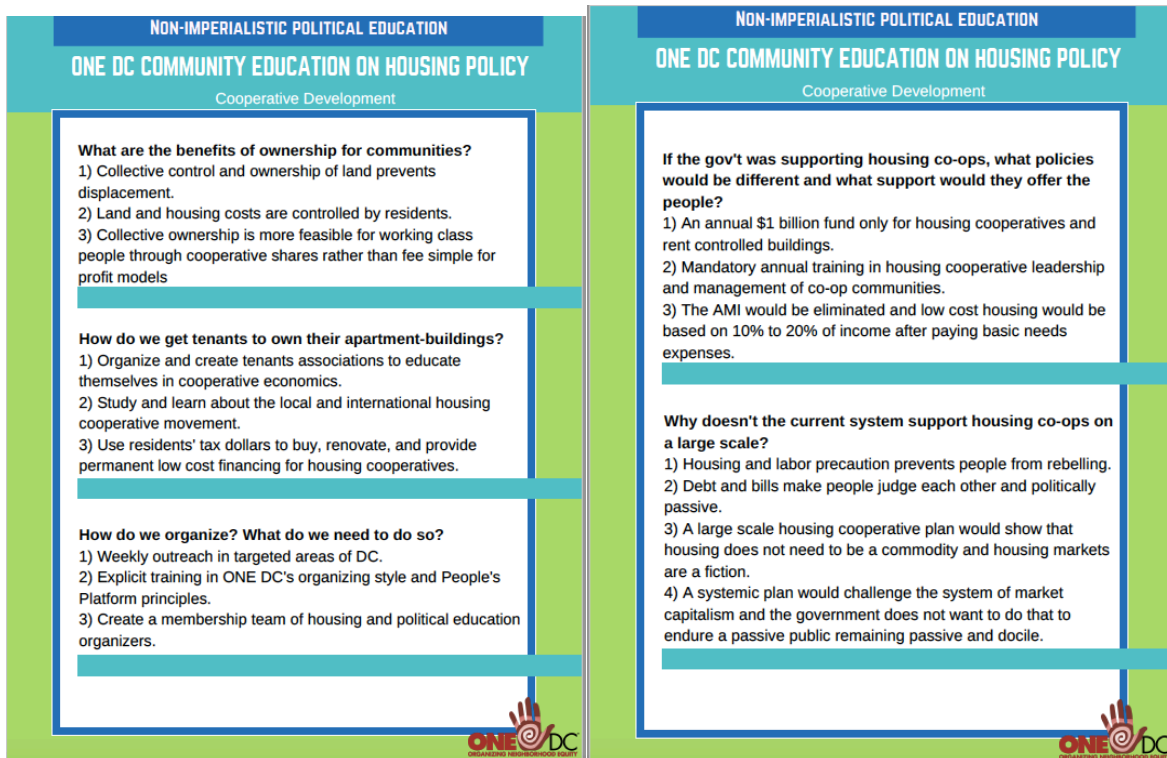 NON-IMPERIALISTIC POLITICAL EDUCATION
ONE DC COMMUNITY EDUCATION ON HOUSING POLICY
Cooperative Development
What are the benefits of ownership for communities?
1) Collective control and ownership of land prevents
displacement.
2) Land and housing costs are controlled by residents.
3) Collective ownership is more feasible for working class
people through cooperative shares rather than fee simple for
profit models
How do we get tenants to own their apartment-buildings?
1) Organize and create tenants associations to educate
themselves in cooperative economics.
2) Study and learn about the local and international housing
cooperative movement.
3) Use residents' tax dollars to buy, renovate, and provide
permanent low cost financing for housing cooperatives.
How do we organize? What do we need to do so?
1) Weekly outreach in targeted areas of DC.
2) Explicit training in ONE DC's organizing style and People's
Platform principles.
3) Create a membership team of housing and political education
organizers.
ONE DC
ORGANIZING NEIGHBORHOOD EQUITY
NON-IMPERIALISTIC POLITICAL EDUCATION
ONE DC COMMUNITY EDUCATION ON HOUSING POLICY
Cooperative Development
If the gov't was supporting housing co-ops, what policies
would be different and what support would they offer the
people?
1) An annual $1 billion fund only for housing cooperatives and
rent controlled buildings.
2) Mandatory annual training in housing cooperative leadership
and management of co-op communities.
3) The AMI would be eliminated and low cost housing would be
based on 10% to 20% of income after paying basic needs
expenses.
Why doesn't the current system support housing co-ops on
a large scale?
1) Housing and labor precaution prevents people from rebelling.
2) Debt and bills make people judge each other and politically
passive.
3) A large scale housing cooperative plan would show that
housing does not need to be a commodity and housing markets
are a fiction.
4) A systemic plan would challenge the system of market
capitalism and the government does not want to do that to
endure a passive public remaining passive and docile.
ONE DC
ORGANIZING NEIGHBORHOOD EQUITY